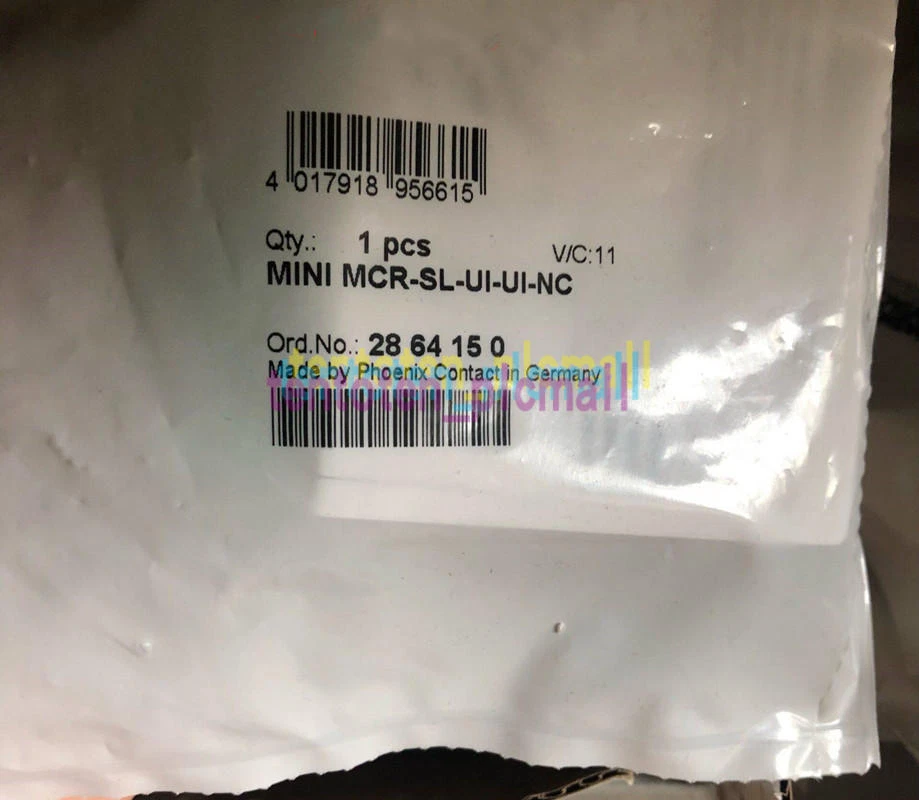 4 017918 956615
Qty.: 1 pcs V/C:11
MINI MCR-SL-UI-UI-NC
Ord.No.: 28 64 15 0
Made by Phoenix Contact in Germany
tentoten_plcmall